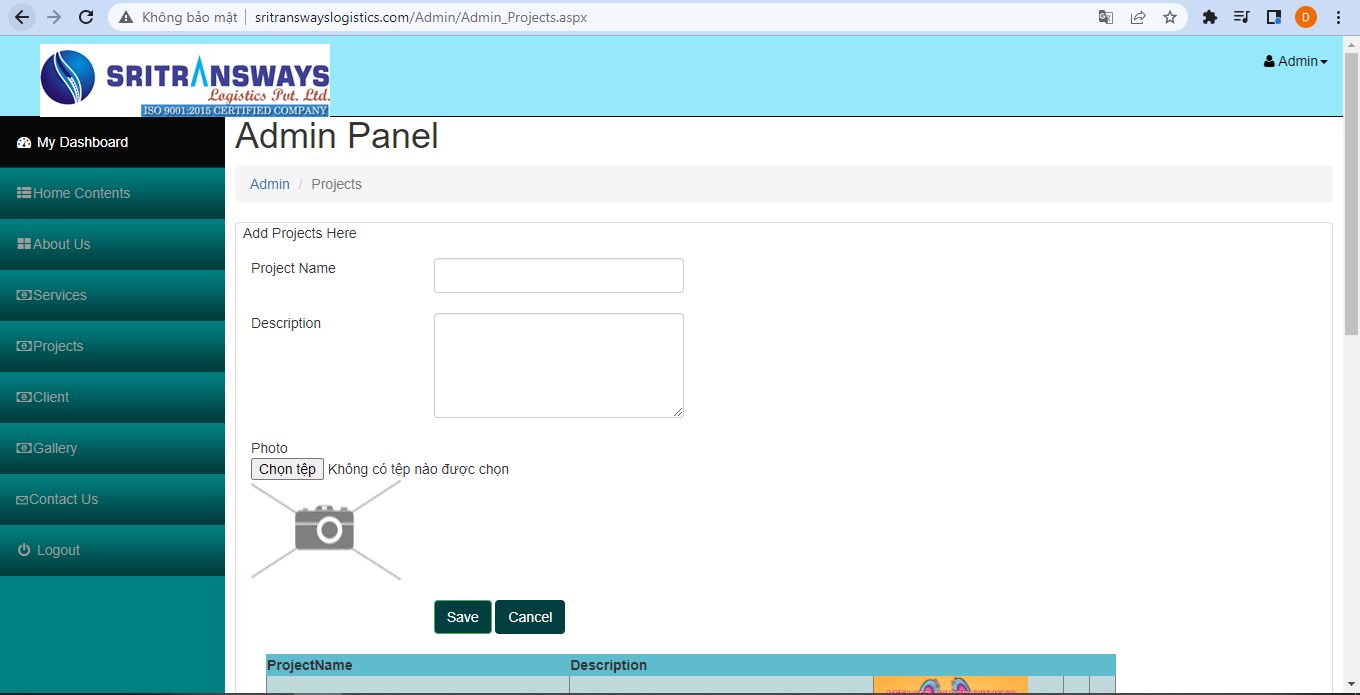 Không bảo mật
sritranswayslogistics.com/Admin/Admin_Projects.aspx
D
SRITRANSWAYS
Logistics Pvt. Ltd.
ISO 9001:2015 CERTIFIED COMPANY
Admin
My Dashboard
Home Contents
About Us
Services
Projects
Client
Gallery
Contact Us
Logout
Admin Panel
Admin / Projects
Add Projects Here
Project Name
Description
Photo
Chọn tệp Không có tệp nào được chọn
Save Cancel
ProjectName Description